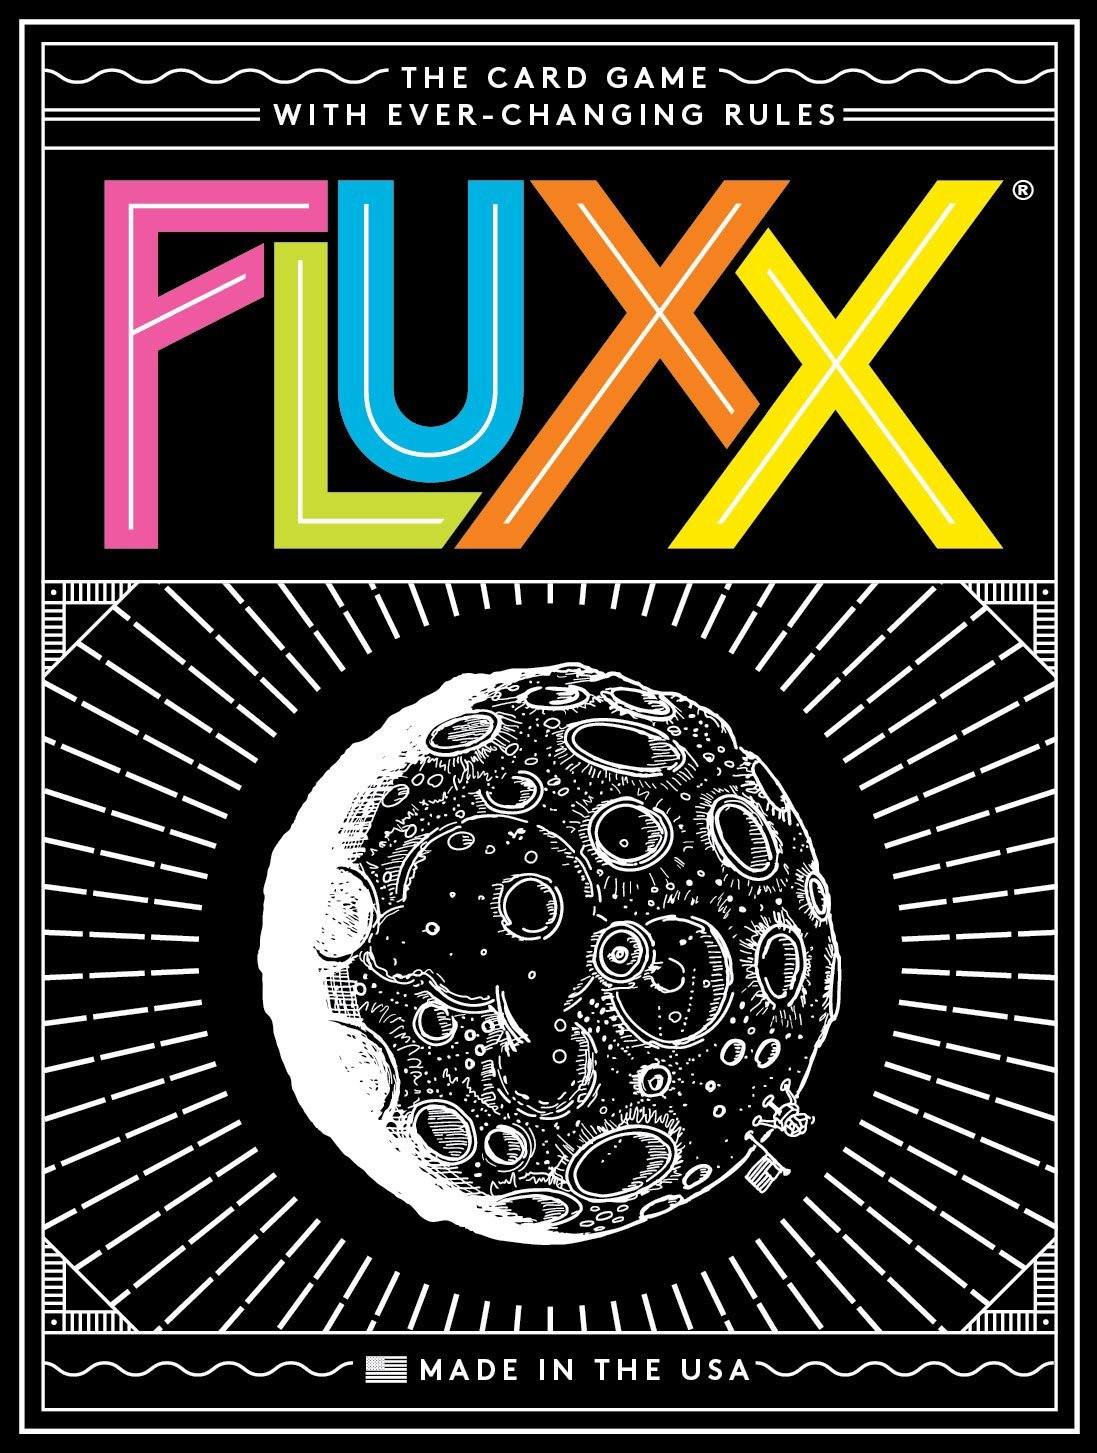 THE CARD GAME
WITH EVER-CHANGING RULES
FLUXX®
MADE IN THE USA